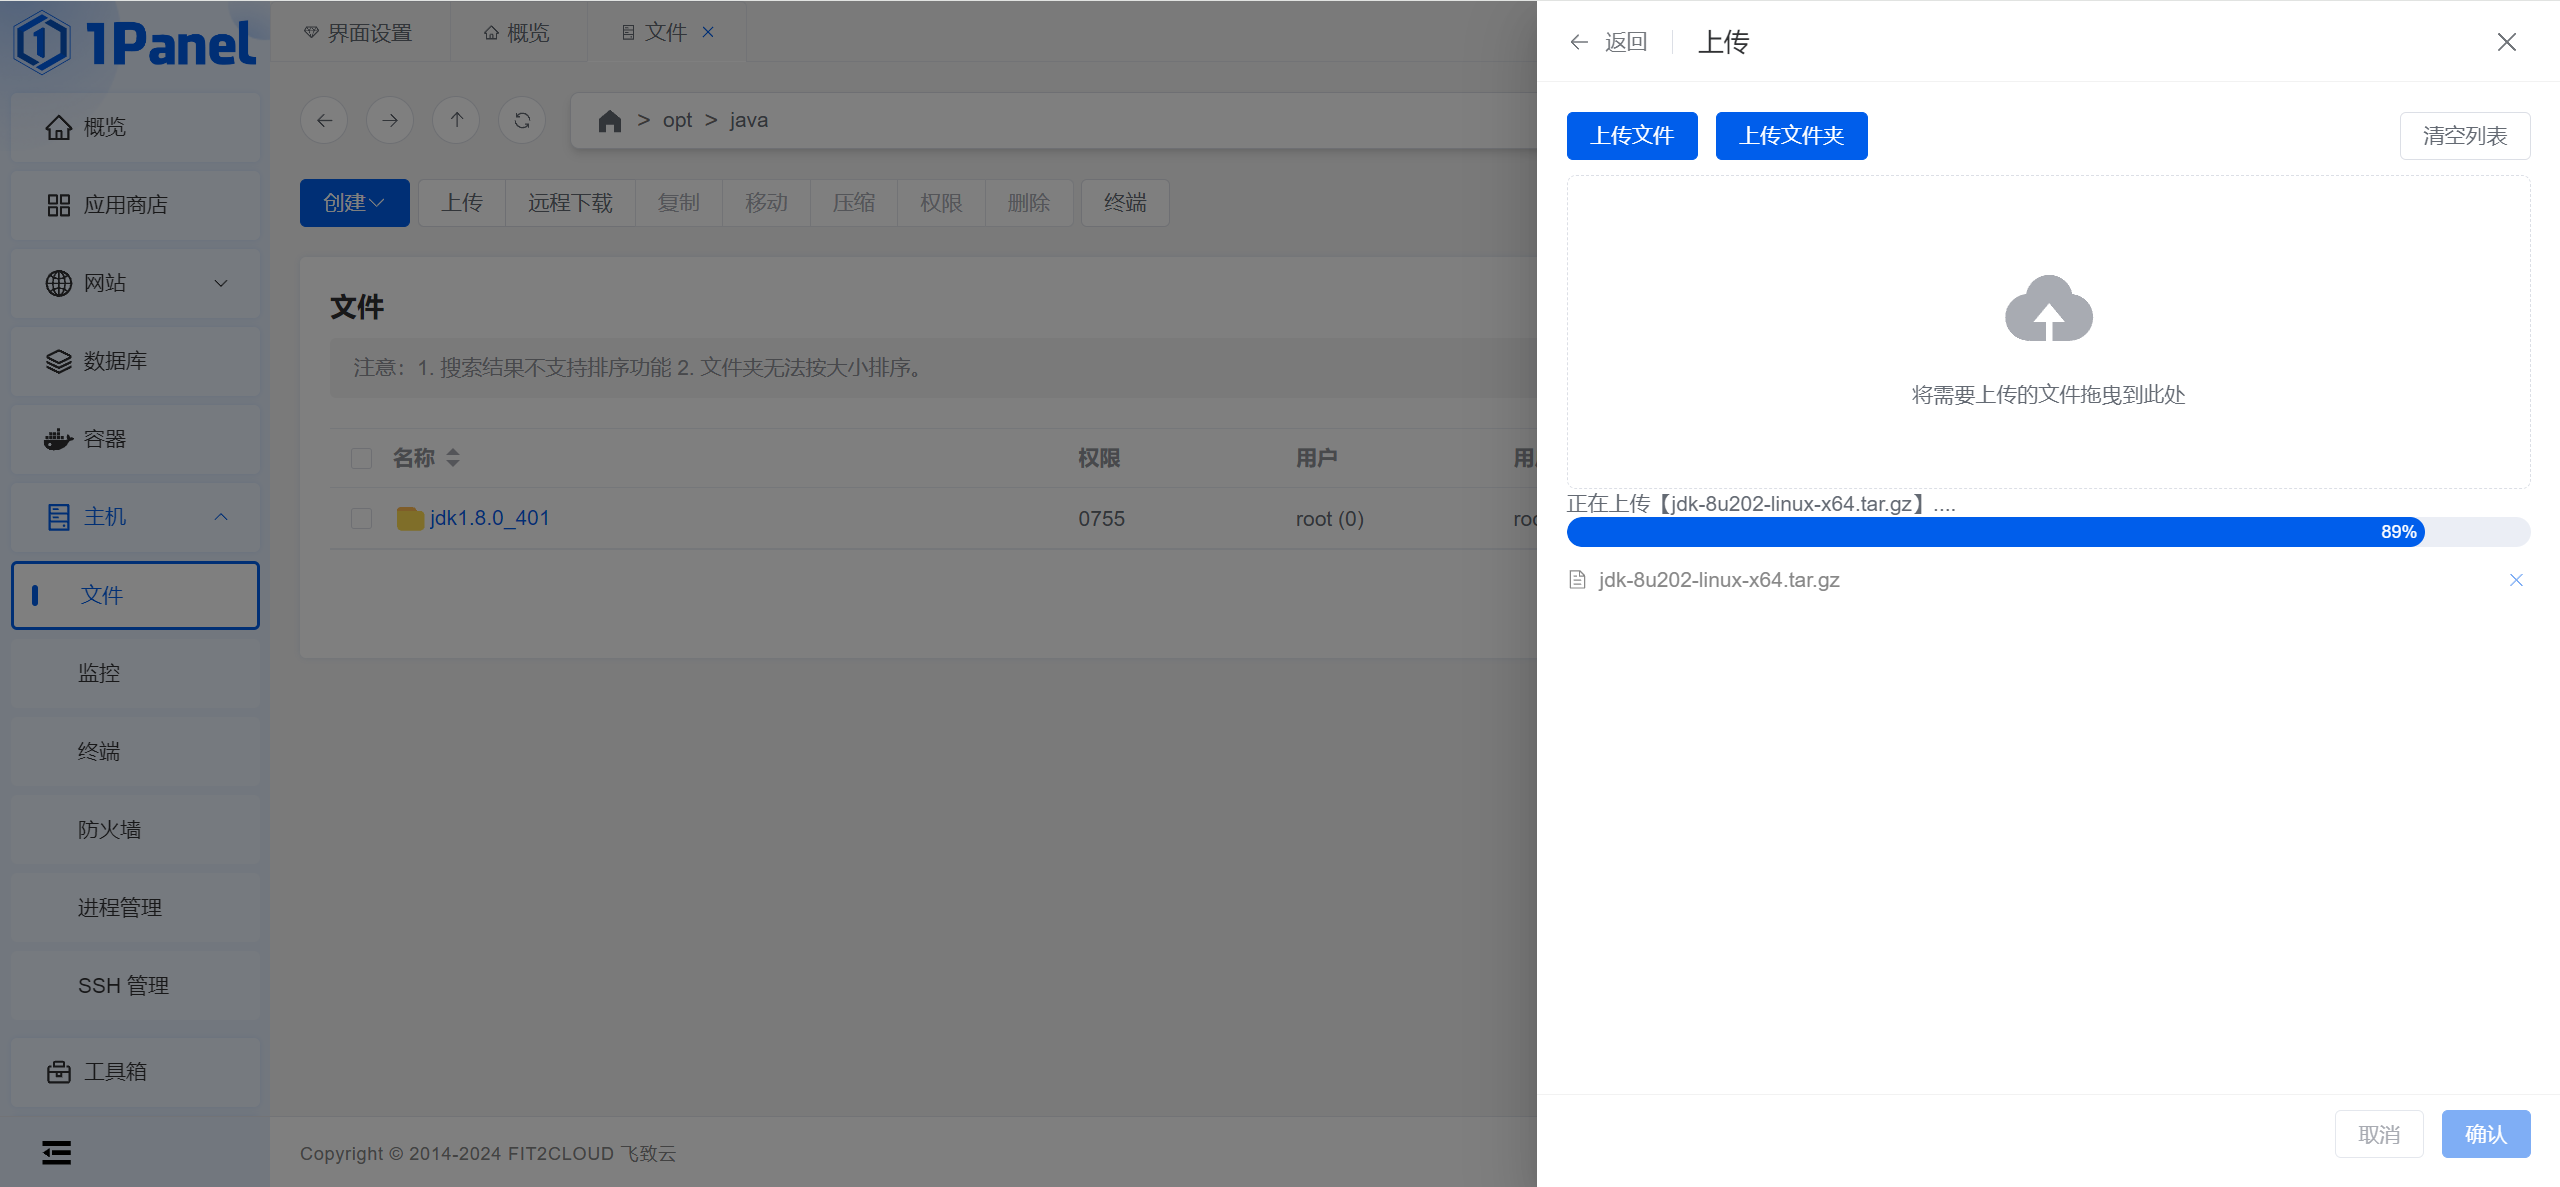 1Panel
概览
应用商店
网站
数据库
容器
主机
文件
监控
终端
防火墙
进程管理
SSH 管理
工具箱
界面设置 概览 文件
> opt > java
创建 上传 远程下载 复制 移动 压缩 权限 删除 终端
文件
注意：1. 搜索结果不支持排序功能 2. 文件夹无法按大小排序。
名称 权限 用户
jdk1.8.0_401 0755 root (0)
Copyright © 2014-2024 FIT2CLOUD 飞致云
返回 上传
上传文件 上传文件夹 清空列表
将需要上传的文件拖曳到此处
正在上传【jdk-8u202-linux-x64.tar.gz】....
89%
jdk-8u202-linux-x64.tar.gz
取消 确认